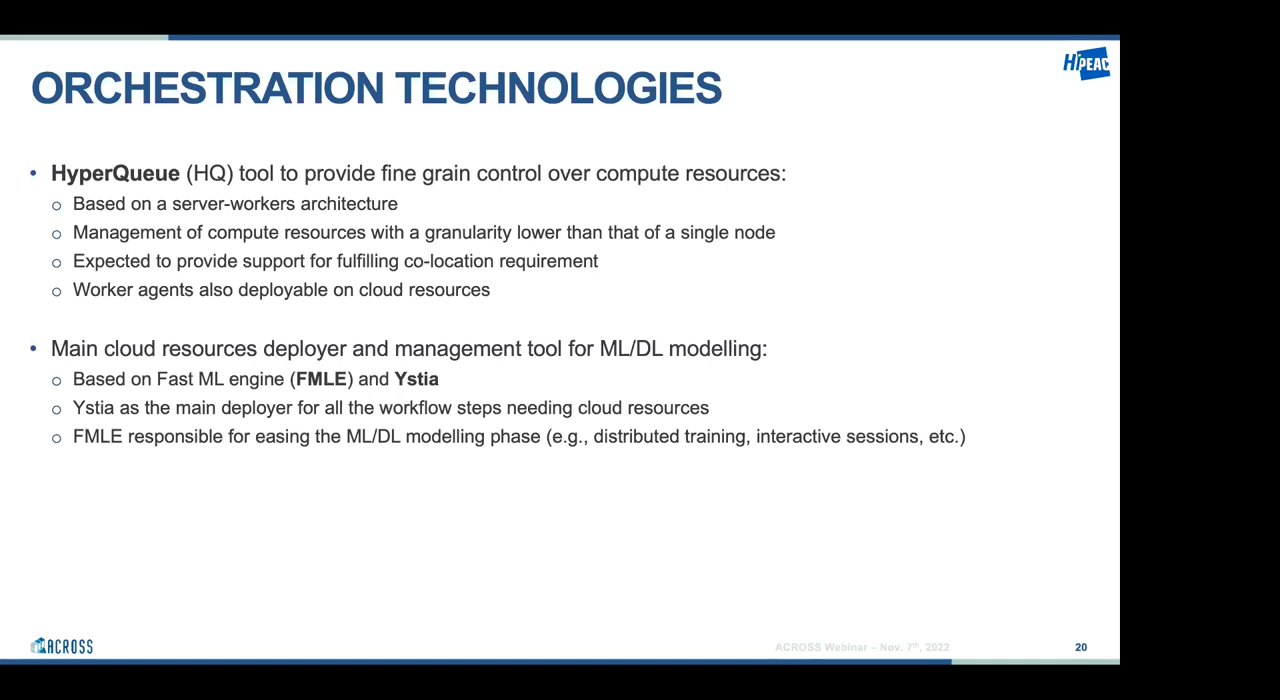 HiPEAC
ORCHESTRATION TECHNOLOGIES
• HyperQueue (HQ) tool to provide fine grain control over compute resources:
o Based on a server-workers architecture
o Management of compute resources with a granularity lower than that of a single node
o Expected to provide support for fulfilling co-location requirement
o Worker agents also deployable on cloud resources
• Main cloud resources deployer and management tool for ML/DL modelling:
o Based on Fast ML engine (FMLE) and Ystia
o Ystia as the main deployer for all the workflow steps needing cloud resources
o FMLE responsible for easing the ML/DL modelling phase (e.g., distributed training, interactive sessions, etc.)
ACROSS
ACROSS Webinar – Nov. 7th, 2022
20